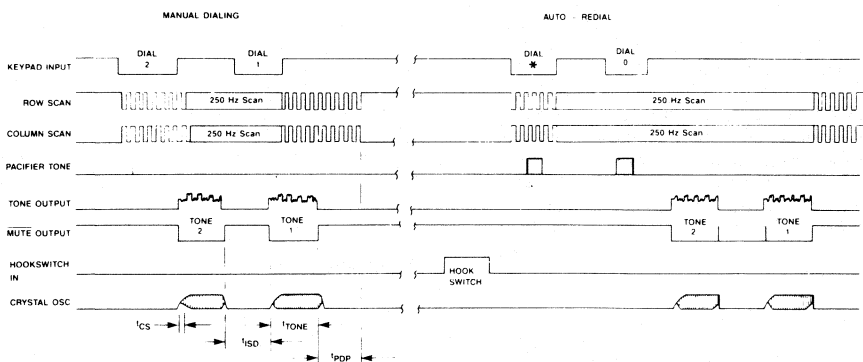 MANUAL DIALING
AUTO - REDIAL
KEYPAD INPUT
DIAL
2
DIAL
1
DIAL
*
DIAL
0
ROW SCAN
250 Hz Scan
250 Hz Scan
COLUMN SCAN
250 Hz Scan
250 Hz Scan
PACIFIER TONE
TONE OUTPUT
MUTE OUTPUT
TONE
2
TONE
1
TONE
2
TONE
1
HOOKSWITCH
IN
HOOK
SWITCH
CRYSTAL OSC
tCS
tISD
tTONE
tPDP